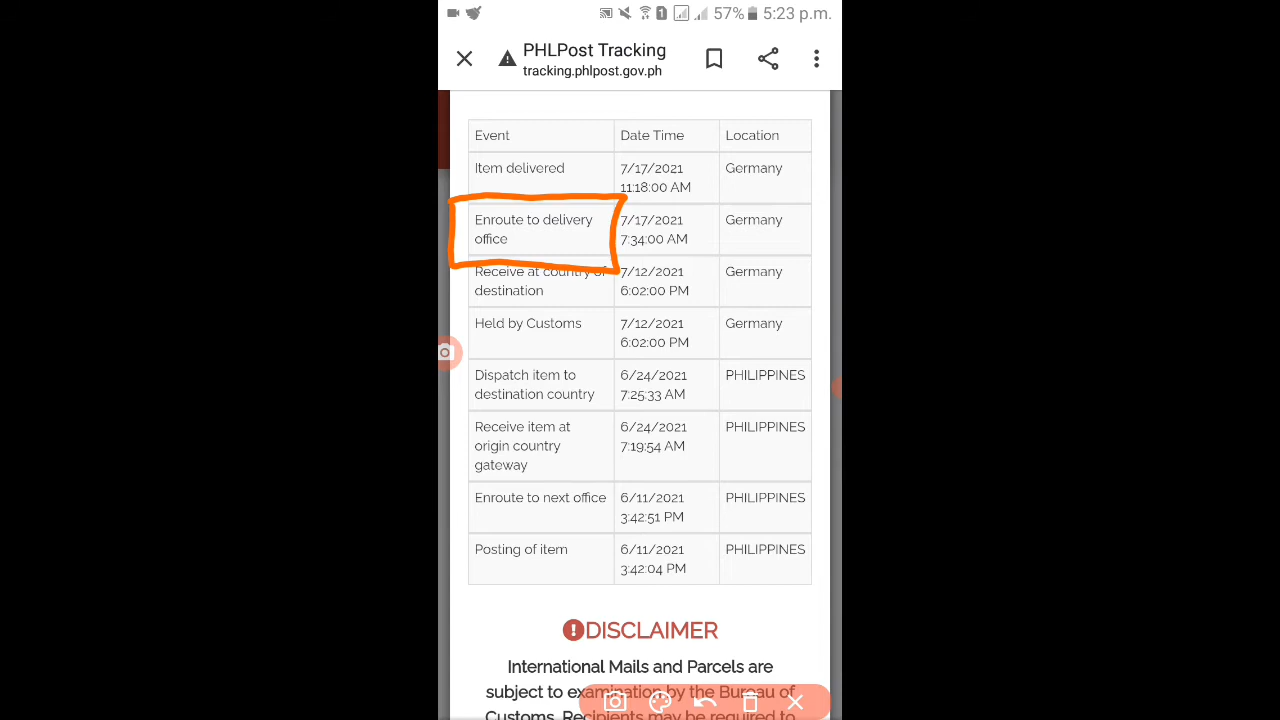 1 57% 5:23 p.m.
PHLPost Tracking
tracking.phlpost.gov.ph
Event Date Time Location
Item delivered 7/17/2021 Germany
11:18:00 AM
Enroute to delivery 7/17/2021 Germany
office 7:34:00 AM
Receive at country of 7/12/2021 Germany
destination 6:02:00 PM
Held by Customs 7/12/2021 Germany
6:02:00 PM
Dispatch item to 6/24/2021 PHILIPPINES
destination country 7:25:33 AM
Receive item at 6/24/2021 PHILIPPINES
origin country 7:19:54 AM
gateway
Enroute to next office 6/11/2021 PHILIPPINES
3:42:51 PM
Posting of item 6/11/2021 PHILIPPINES
3:42:04 PM
DISCLAIMER
International Mails and Parcels are
subject to examination by the Bureau of
Customs. Recipients may be required to